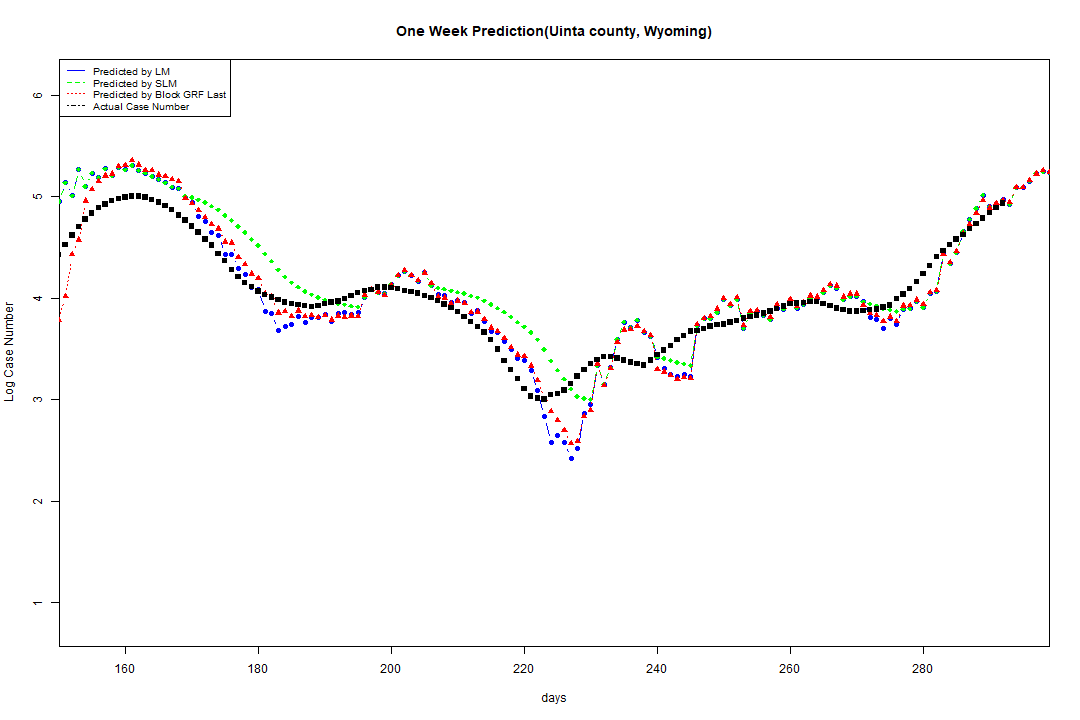 One Week Prediction(Uinta county, Wyoming)
Predicted by LM
Predicted by SLM
Predicted by Block GRF Last
Actual Case Number
Log Case Number
6
5
4
3
2
1
160 180 200 220 240 260 280
days